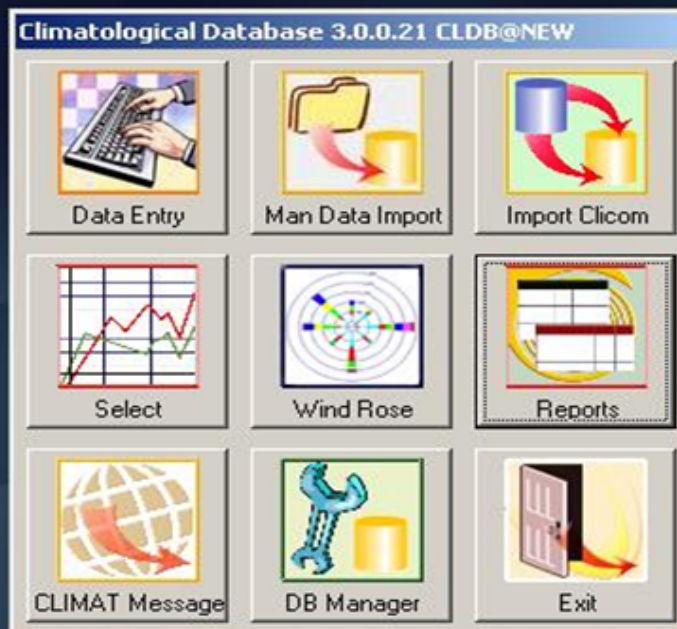 Climatological Database 3.0.0.21 CLDB@NEW
Data Entry
Man Data Import
Import Clicom
Select
Wind Rose
Reports
CLIMAT Message
DB Manager
Exit